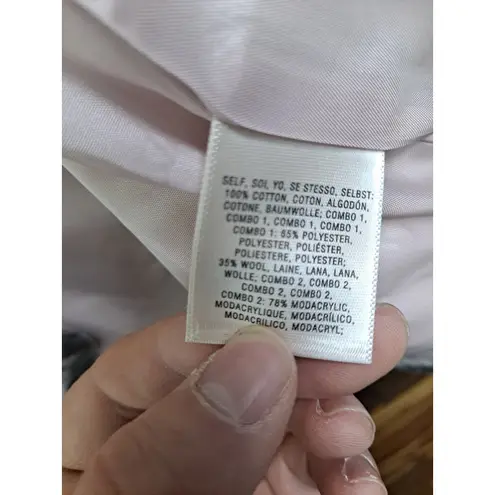 SELF, SOL YO, SE STESSO, SELBST:
100% COTTON, COTON, ALGODÓN,
COTONE, BAUMWOLLE; COMBO 1,
COMBO 1, COMBO 1, COMBO 1,
COMBO 1: 65% POLYESTER,
POLYESTER, POLIÉSTER,
POLIESTERE, POLYESTER;
35% WOOL, LAINE, LANA, LANA,
WOLLE; COMBO 2, COMBO 2,
COMBO 2, COMBO 2,
COMBO 2: 78% MODACRYLIC,
MODACRYLIQUE, MODACRÍLICO,
MODACRILICO, MODACRYL;